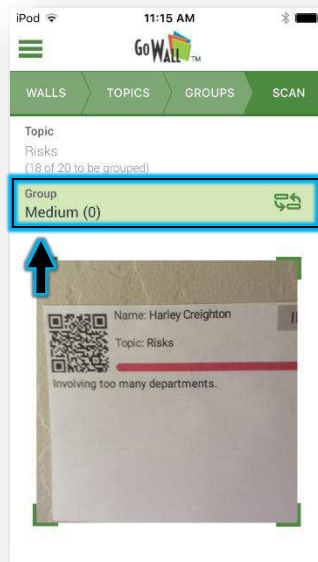 iPod 11:15 AM
GoWall TM
WALLS TOPICS GROUPS SCAN
Topic
Risks
(18 of 20 to be grouped)
Group
Medium (0)
Name: Harley Creighton
Topic: Risks
Involving too many departments.